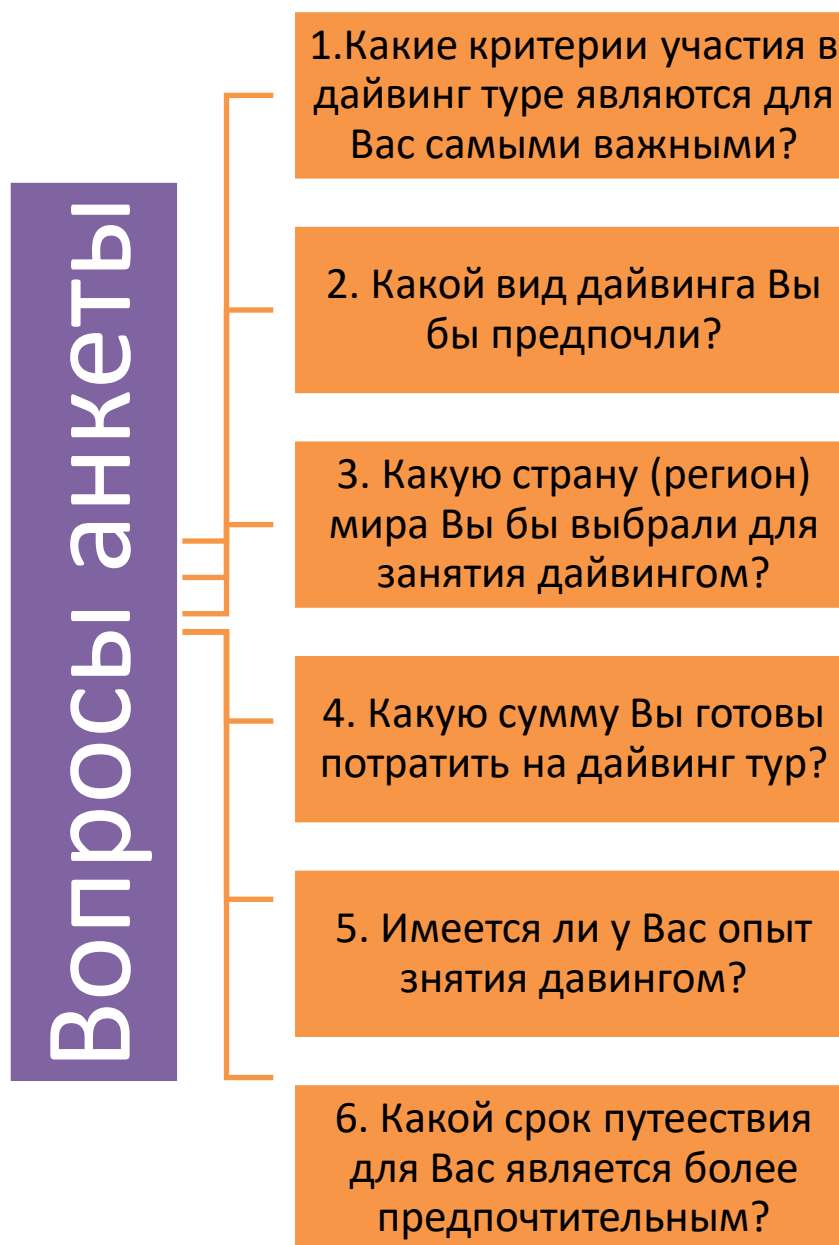 Вопросы анкеты
1.Какие критерии участия в
дайвинг туре являются для
Вас самыми важными?
2. Какой вид дайвинга Вы
бы предпочли?
3. Какую страну (регион)
мира Вы бы выбрали для
занятия дайвингом?
4. Какую сумму Вы готовы
потратить на дайвинг тур?
5. Имеется ли у Вас опыт
знятия давингом?
6. Какой срок путеествия
для Вас является более
предпочтительным?